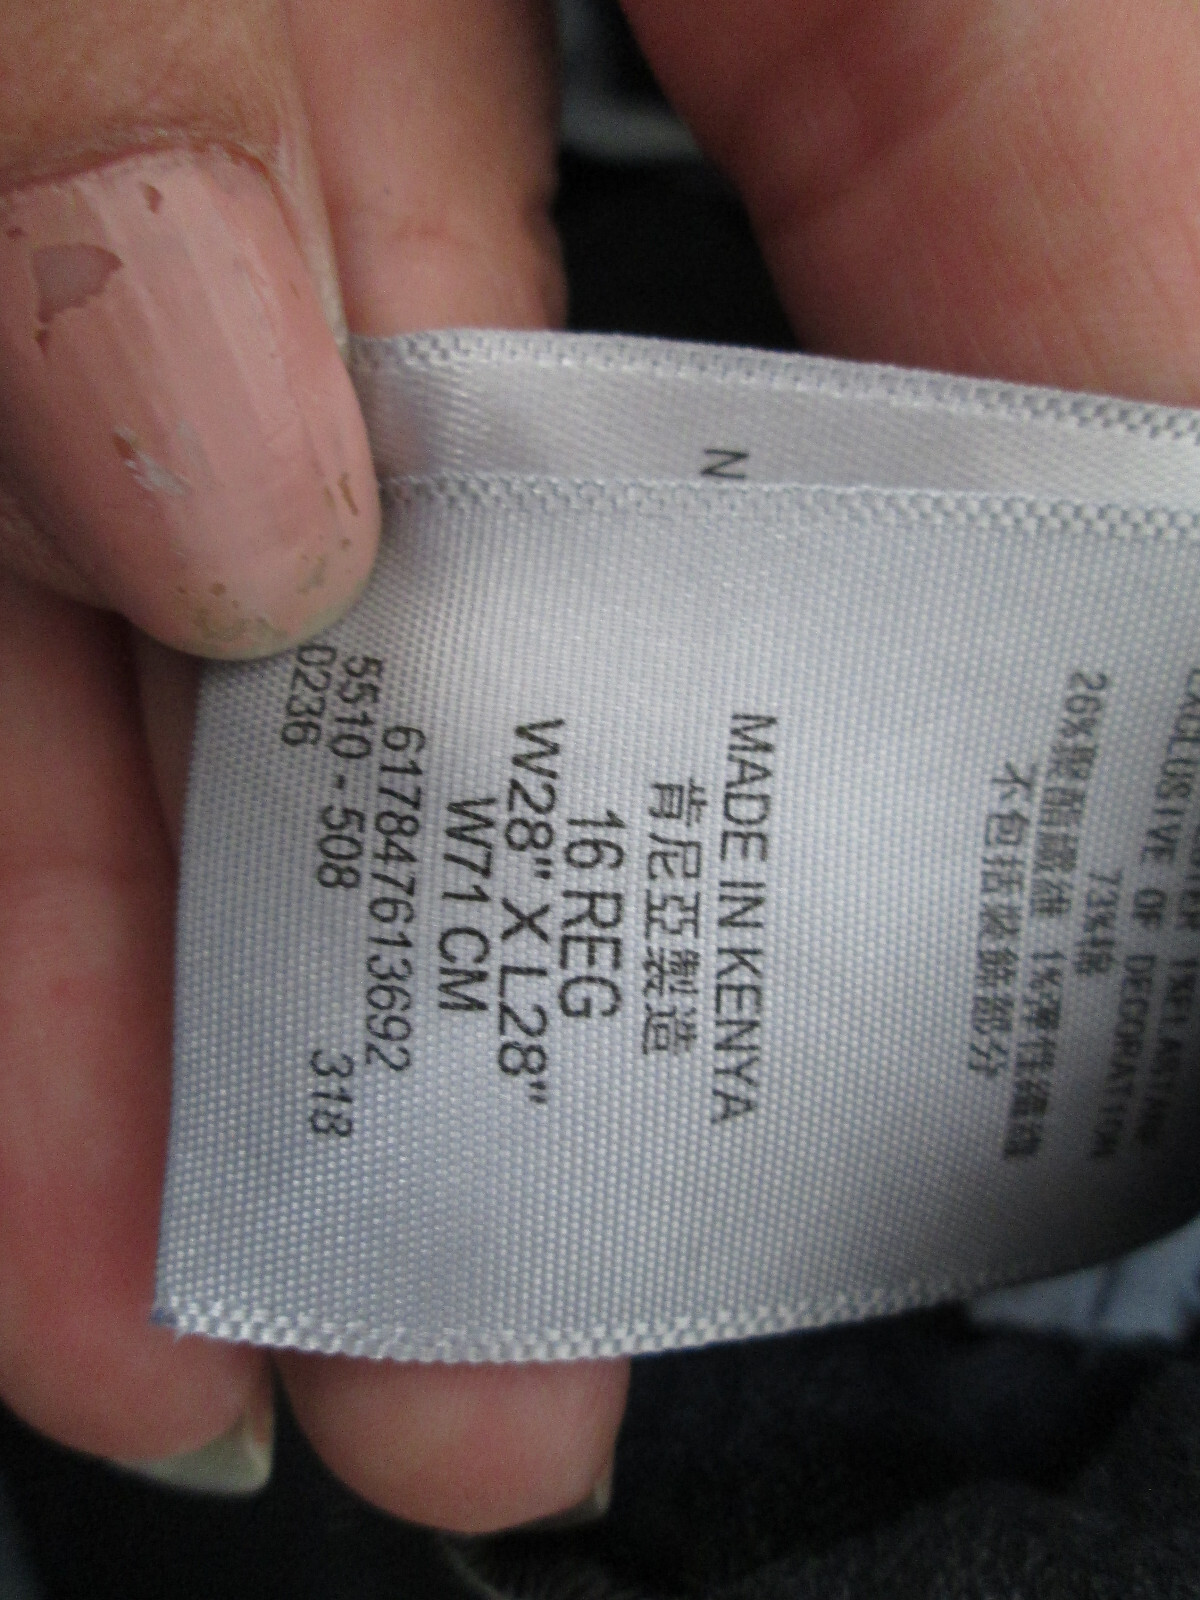 EXCLUSIVE OF DECORATION
73%棉
26%聚酯纖維 1%彈性纖維
不包括裝飾部分
MADE IN KENYA
肯尼亞製造
16 REG
W28" X L28"
W71 CM
617847613692
5510 - 508 318
0236
N